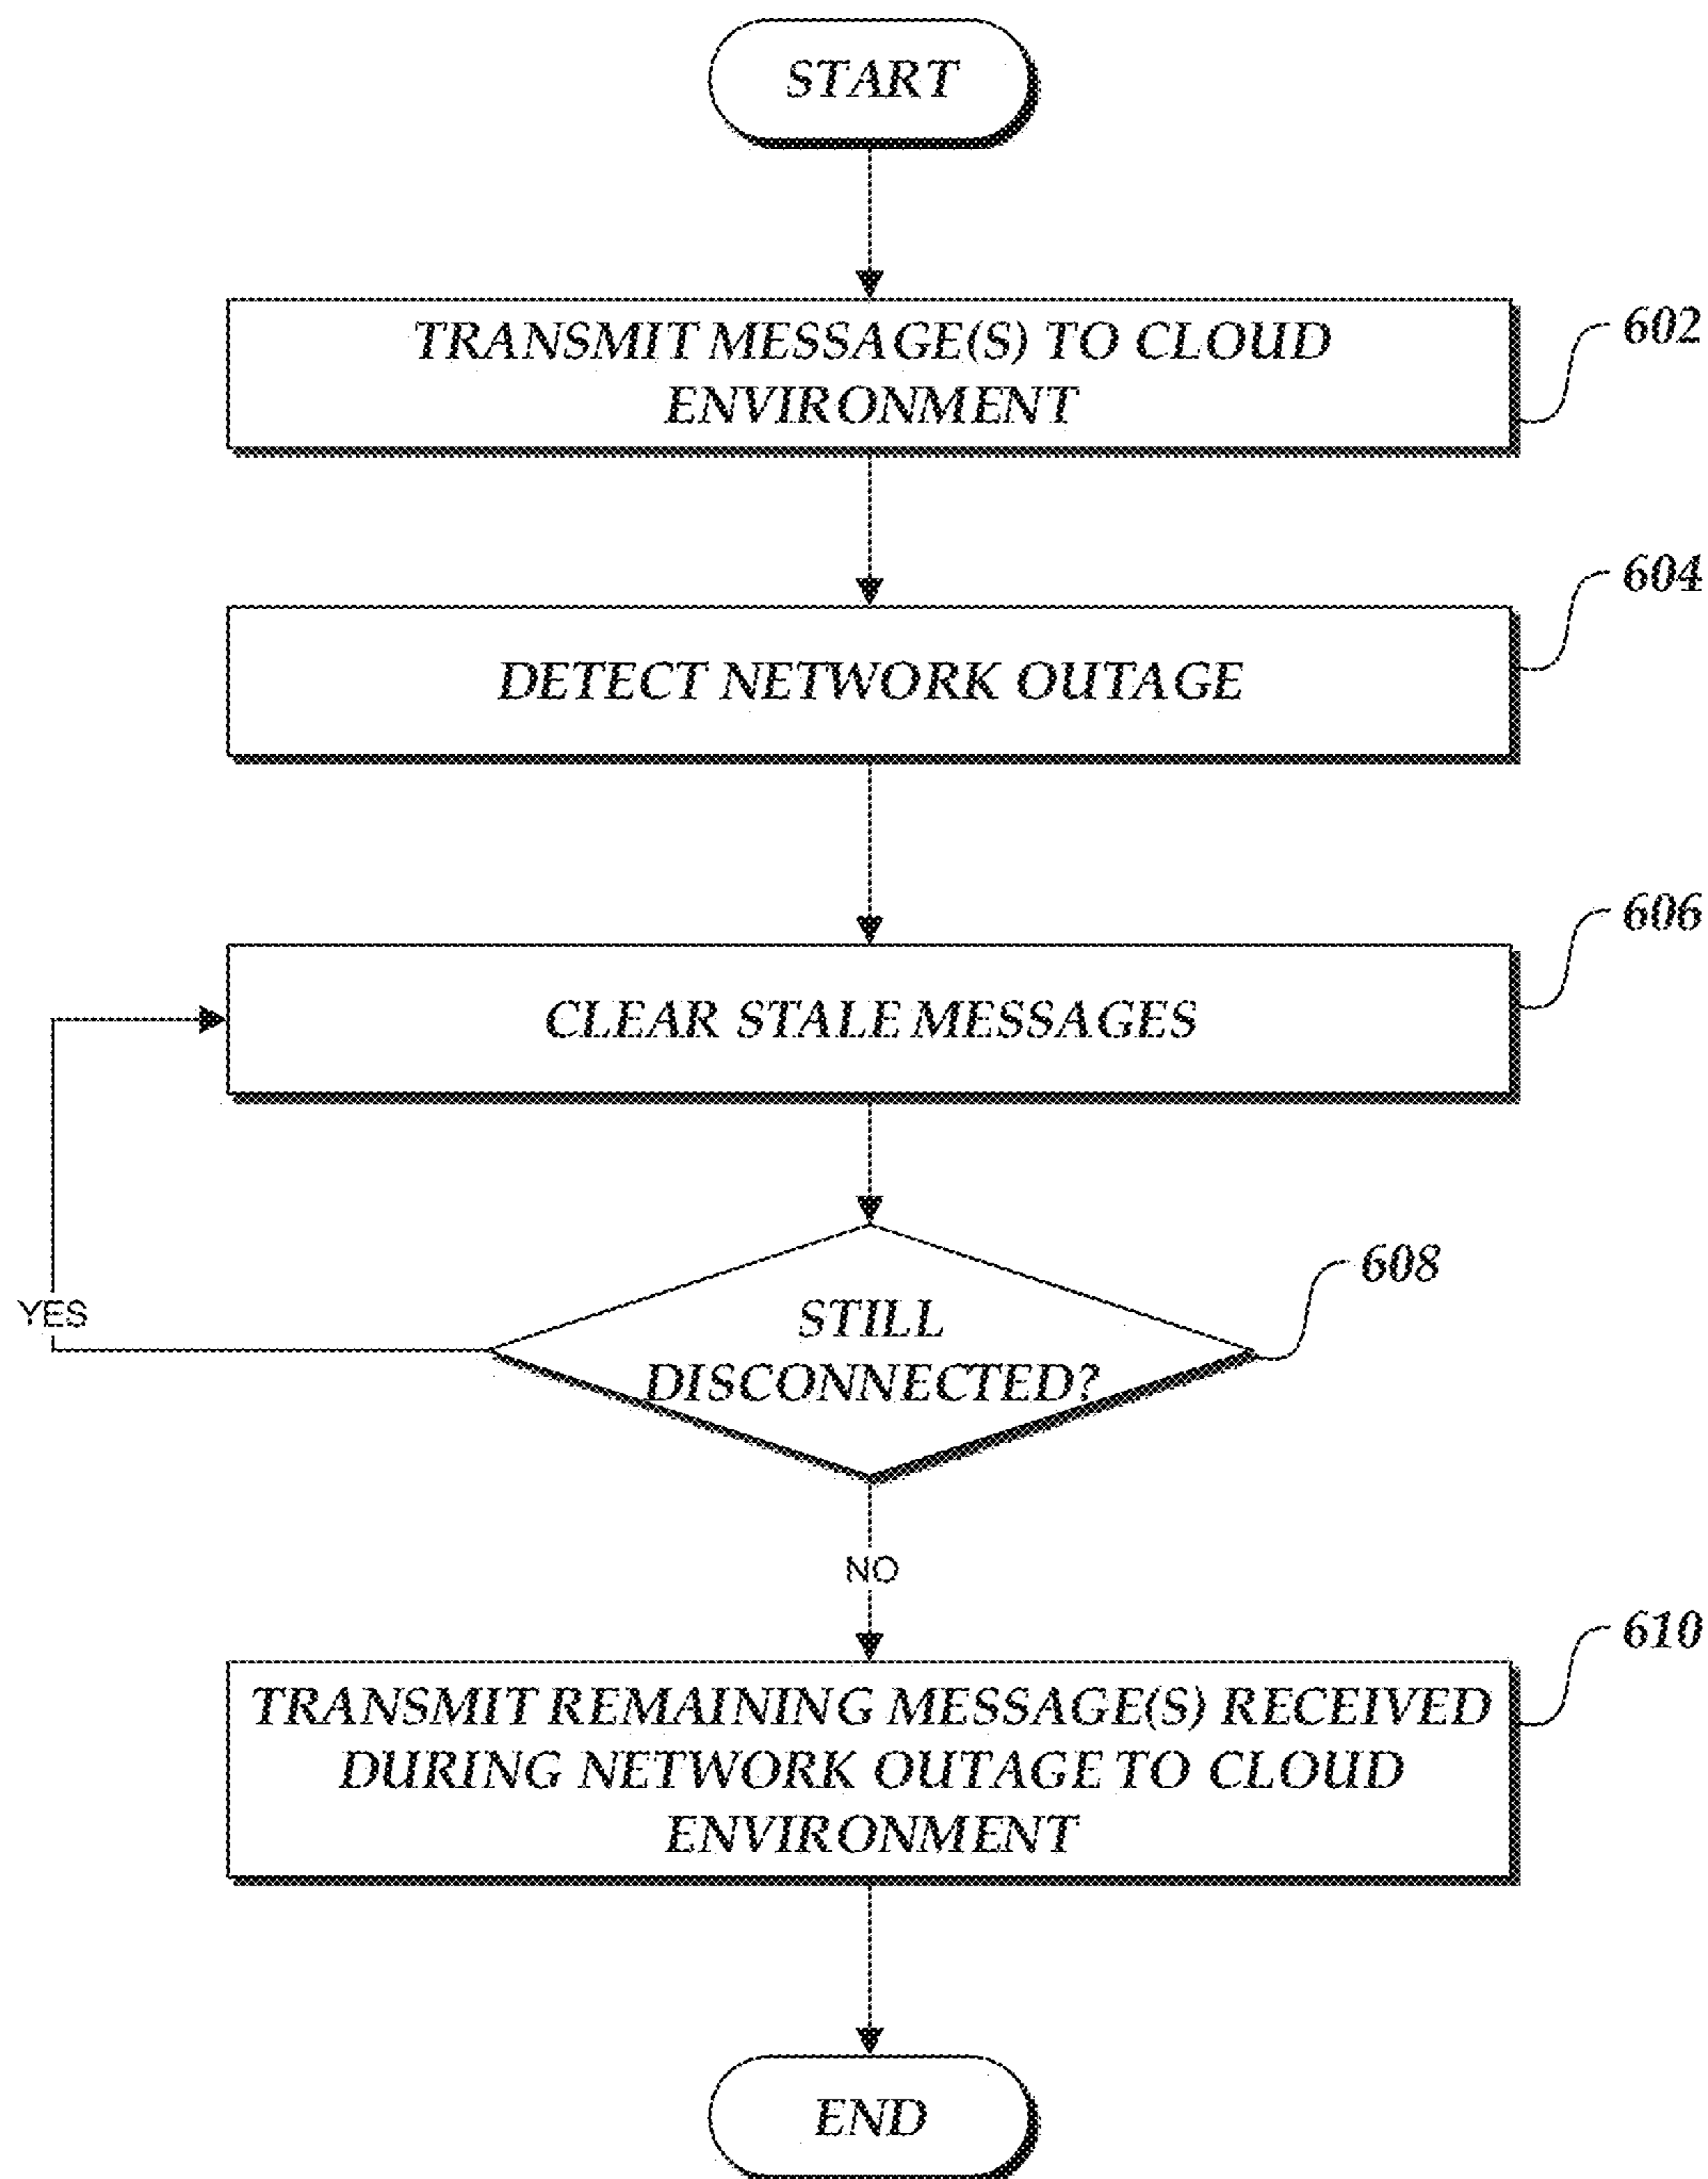 START
TRANSMIT MESSAGE(S) TO CLOUD
ENVIRONMENT
602
DETECT NETWORK OUTAGE
604
CLEAR STALE MESSAGES
606
STILL
DISCONNECTED?
608
YES
NO
TRANSMIT REMAINING MESSAGE(S) RECEIVED
DURING NETWORK OUTAGE TO CLOUD
ENVIRONMENT
610
END